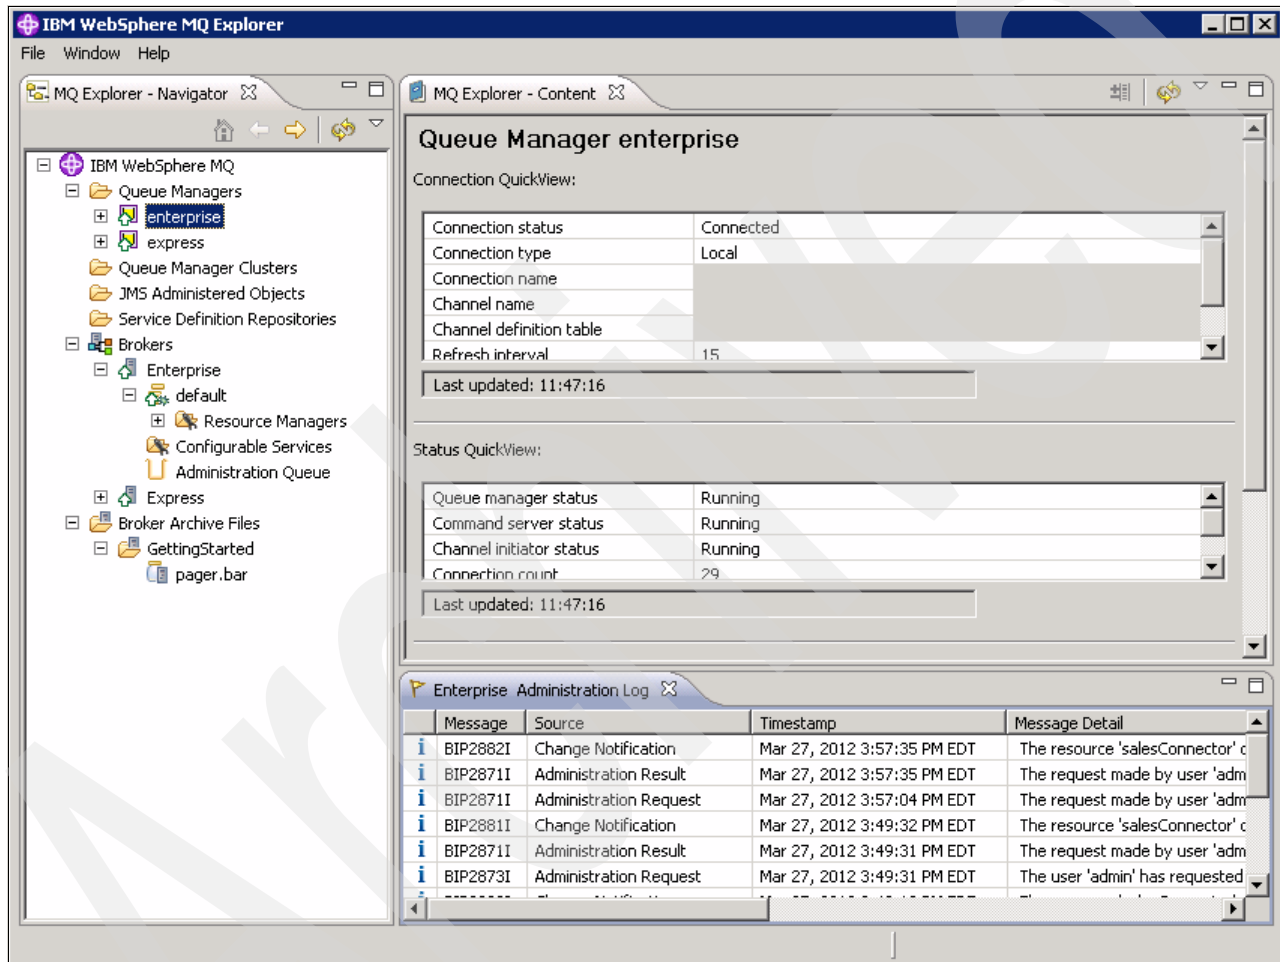 IBM WebSphere MQ Explorer
File Window Help
MQ Explorer - Navigator
IBM WebSphere MQ
Queue Managers
enterprise
express
Queue Manager Clusters
JMS Administered Objects
Service Definition Repositories
Brokers
Enterprise
default
Resource Managers
Configurable Services
Administration Queue
Express
Broker Archive Files
GettingStarted
pager.bar
MQ Explorer - Content
Queue Manager enterprise
Connection QuickView:
Connection status Connected
Connection type Local
Connection name
Channel name
Channel definition table
Refresh interval 15
Last updated: 11:47:16
Status QuickView:
Queue manager status Running
Command server status Running
Channel initiator status Running
Connection count 29
Last updated: 11:47:16
Enterprise Administration Log
Message Source Timestamp Message Detail
BIP2882I Change Notification Mar 27, 2012 3:57:35 PM EDT The resource 'salesConnector' c
BIP2871I Administration Result Mar 27, 2012 3:57:35 PM EDT The request made by user 'adm
BIP2871I Administration Request Mar 27, 2012 3:57:04 PM EDT The request made by user 'adm
BIP2881I Change Notification Mar 27, 2012 3:49:32 PM EDT The resource 'salesConnector' c
BIP2871I Administration Result Mar 27, 2012 3:49:31 PM EDT The request made by user 'adm
BIP2873I Administration Request Mar 27, 2012 3:49:31 PM EDT The user 'admin' has requested